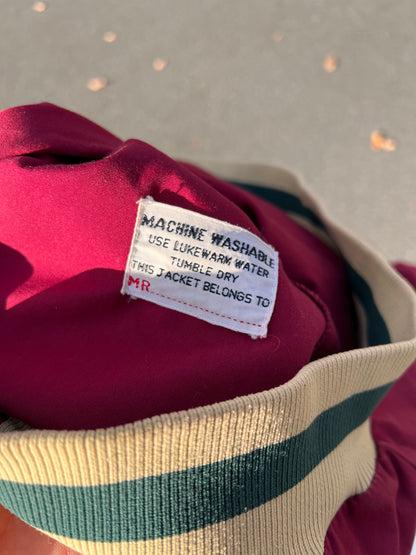 MACHINE WASHABLE
USE LUKEWARM WATER
TUMBLE DRY
THIS JACKET BELONGS TO
MR